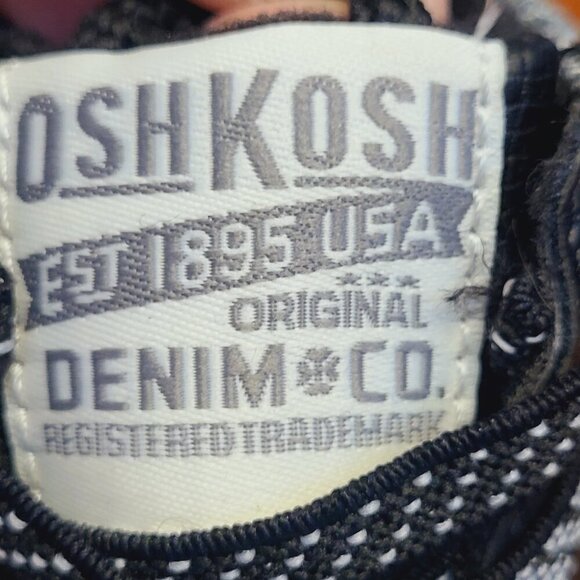 OSHKOSH
EST 1895 USA
ORIGINAL
DENIM CO.
REGISTERED TRADEMARK